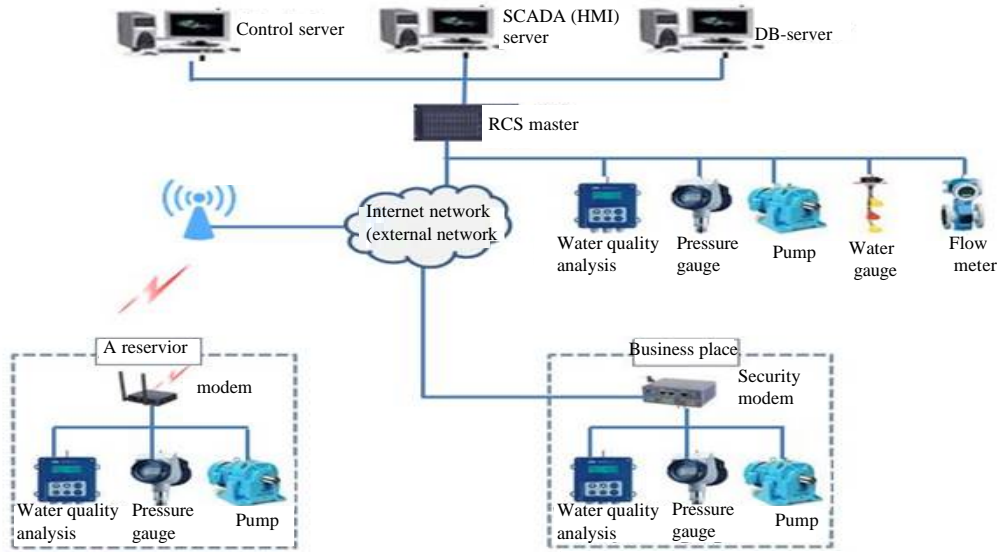 Control server
SCADA (HMI)
server
DB-server
RCS master
Internet network
(external network
Water quality
analysis
Pressure
gauge
Pump
Water
gauge
Flow
meter
A reservior
modem
Water quality
analysis
Pressure
gauge
Pump
Business place
Security
modem
Water quality
analysis
Pressure
gauge
Pump